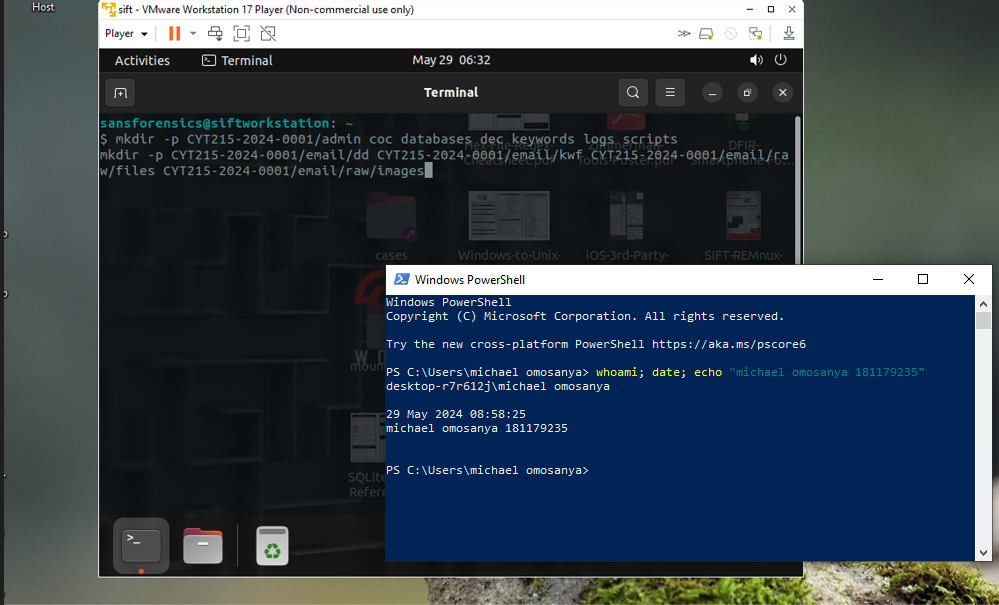 Host
sift - VMware Workstation 17 Player (Non-commercial use only)
Player
Activities Terminal May 29 06:32
Terminal
sansforensics@siftworkstation: ~
$ mkdir -p CYT215-2024-0001/admin coc databases dec keywords logs scripts
mkdir -p CYT215-2024-0001/email/dd CYT215-2024-0001/email/kwf CYT215-2024-0001/email/ra
w/files CYT215-2024-0001/email/raw/images
cases
Windows-to-Unix-
iOS-3rd-Party-
SIFT-REMnux-
SQLite
Refere
Windows PowerShell
Windows PowerShell
Copyright (C) Microsoft Corporation. All rights reserved.
Try the new cross-platform PowerShell https://aka.ms/pscore6
PS C:\Users\michael omosanya> whoami; date; echo "michael omosanya 181179235"
desktop-r7r612j\michael omosanya
29 May 2024 08:58:25
michael omosanya 181179235
PS C:\Users\michael omosanya>